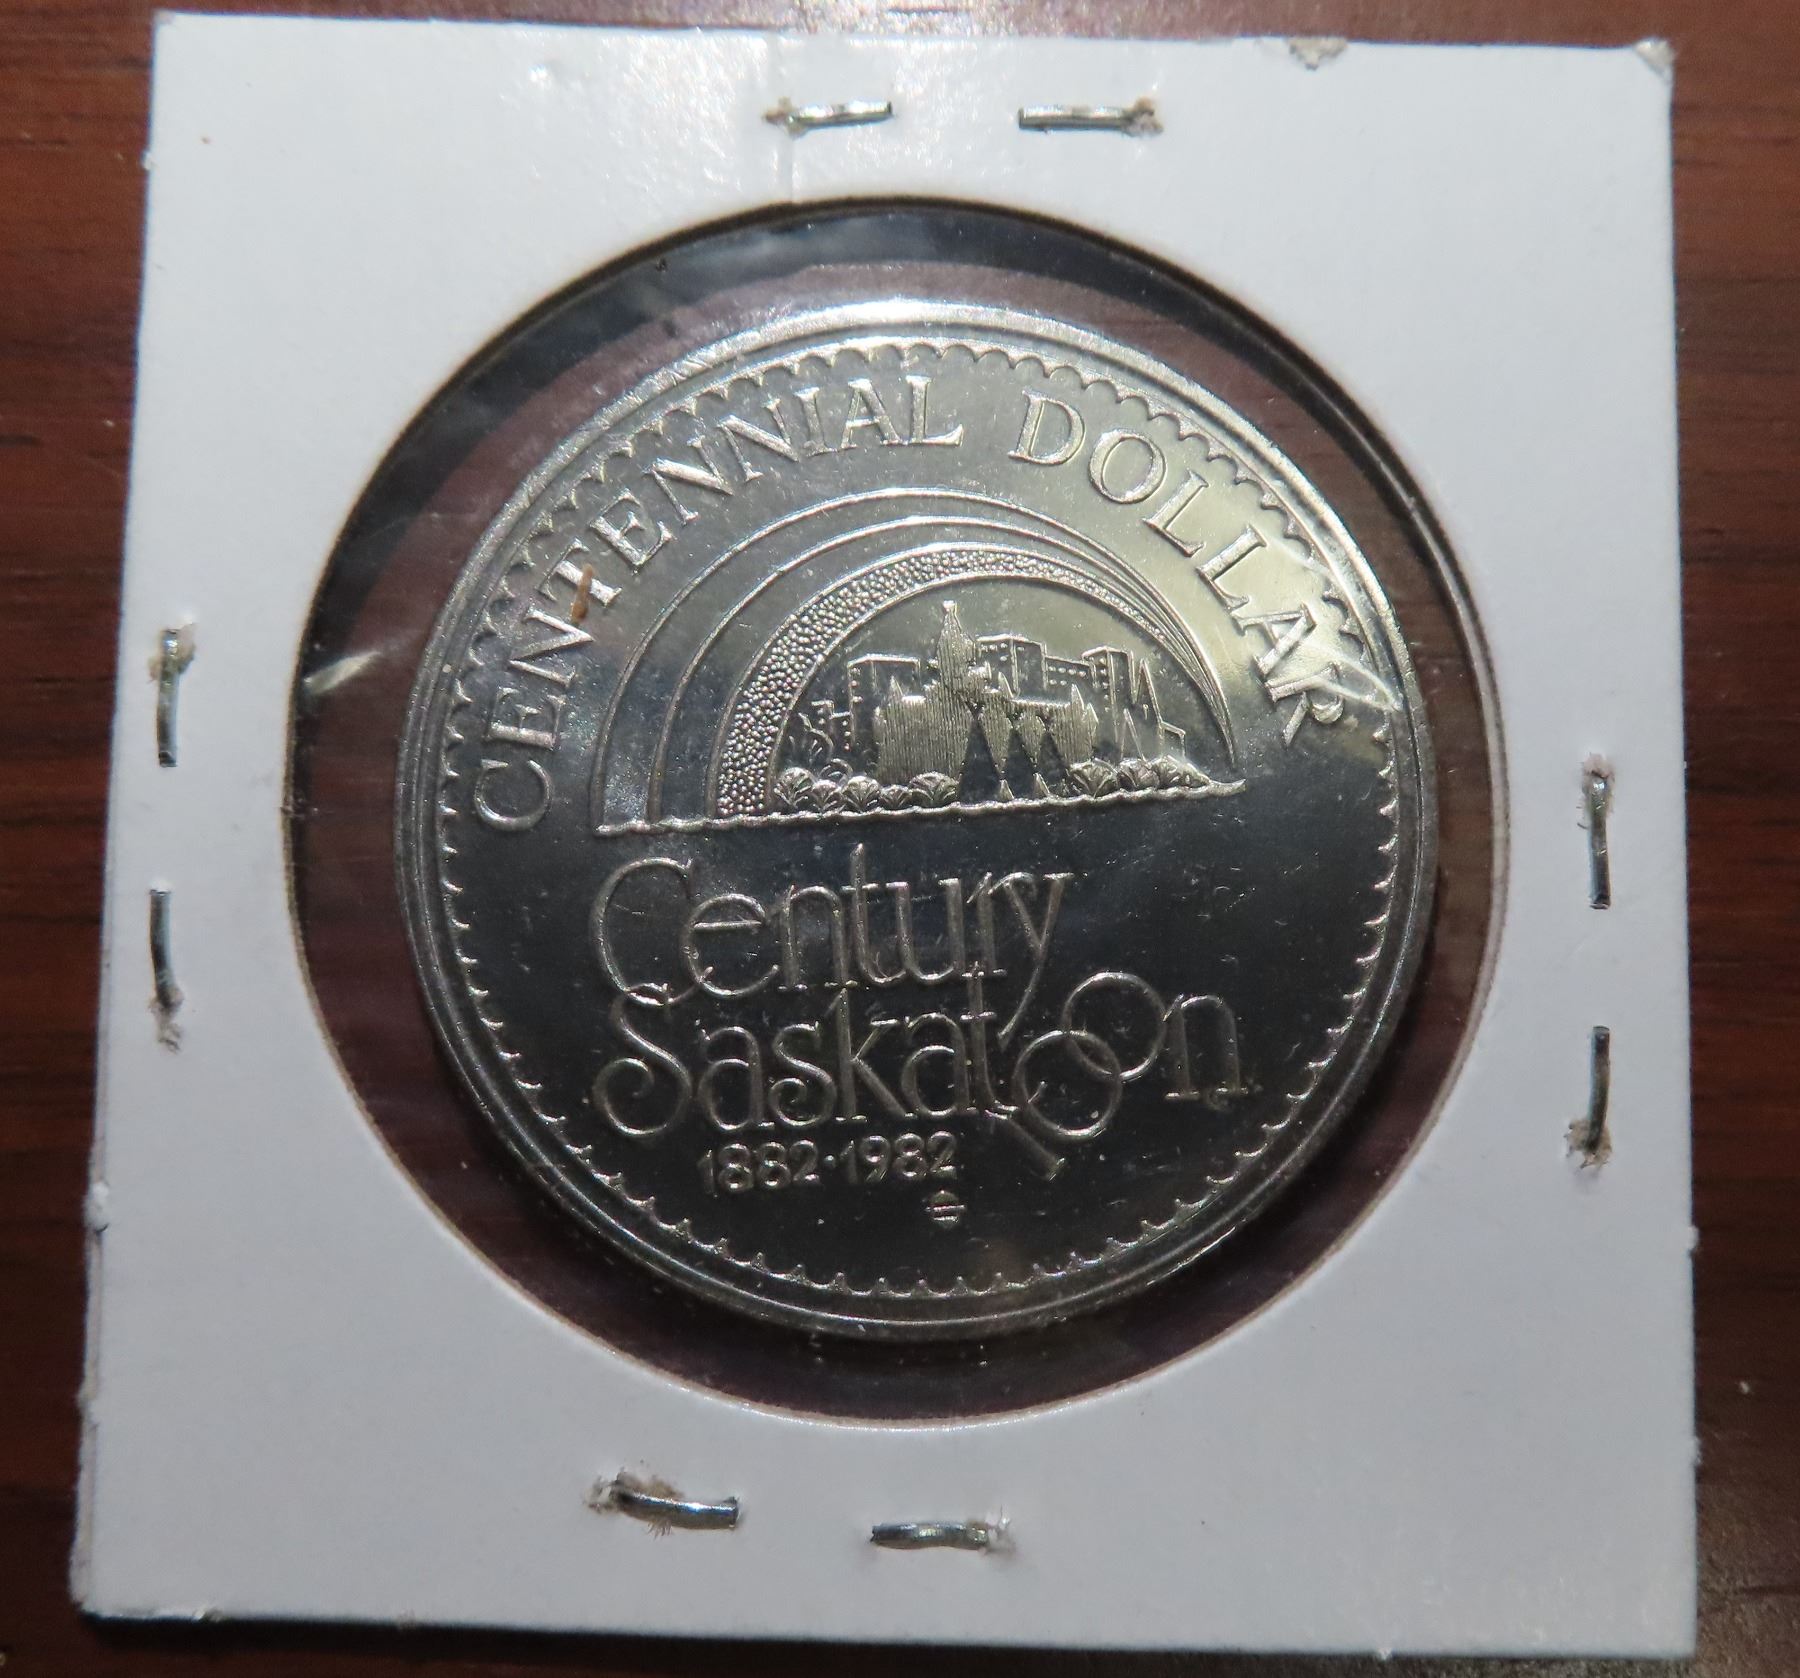 CENTENNIAL DOLLAR
Century
Saskatoon
1882·1982